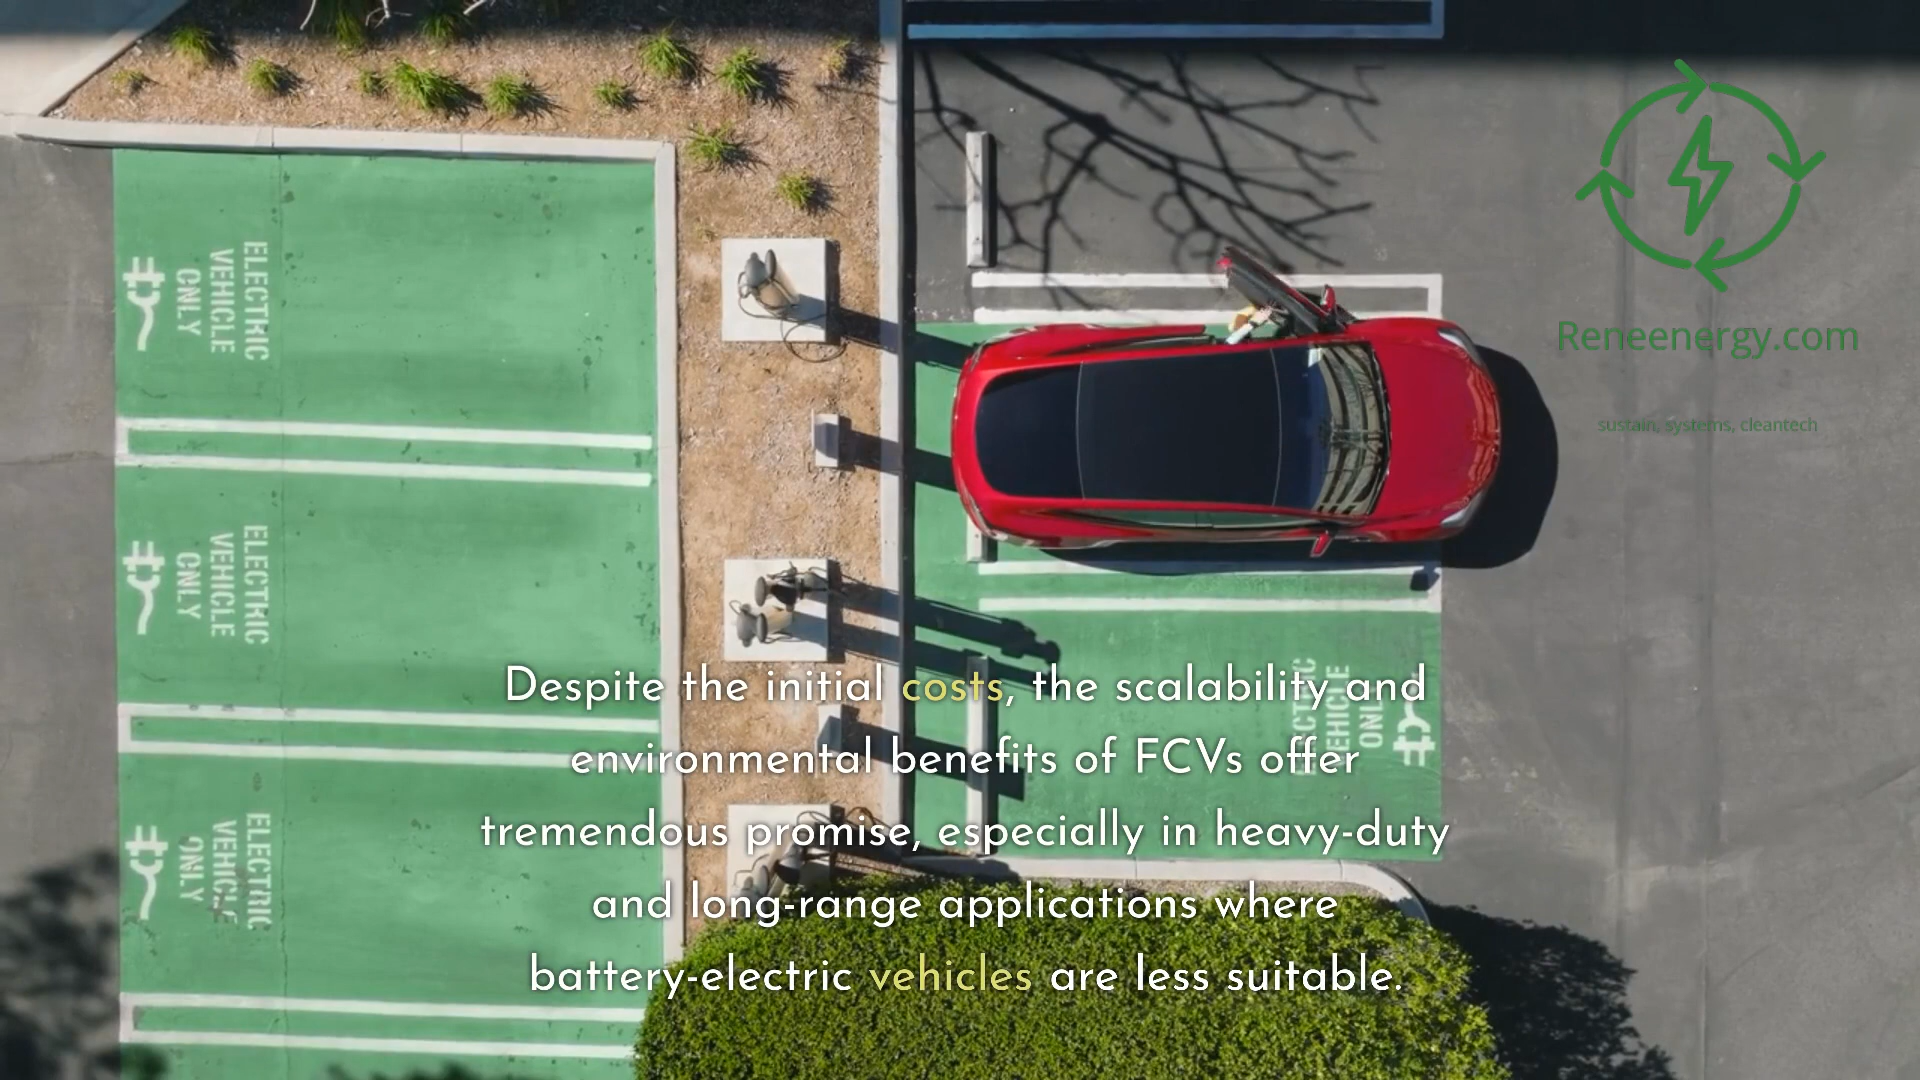 Reneenergy.com
sustain, systems, cleantech
ELECTRIC
VEHICLE
ONLY
ELECTRIC
VEHICLE
ONLY
ELECTRIC
VEHICLE
ONLY
Despite the initial costs, the scalability and
environmental benefits of FCVs offer
tremendous promise, especially in heavy-duty
and long-range applications where
battery-electric vehicles are less suitable.